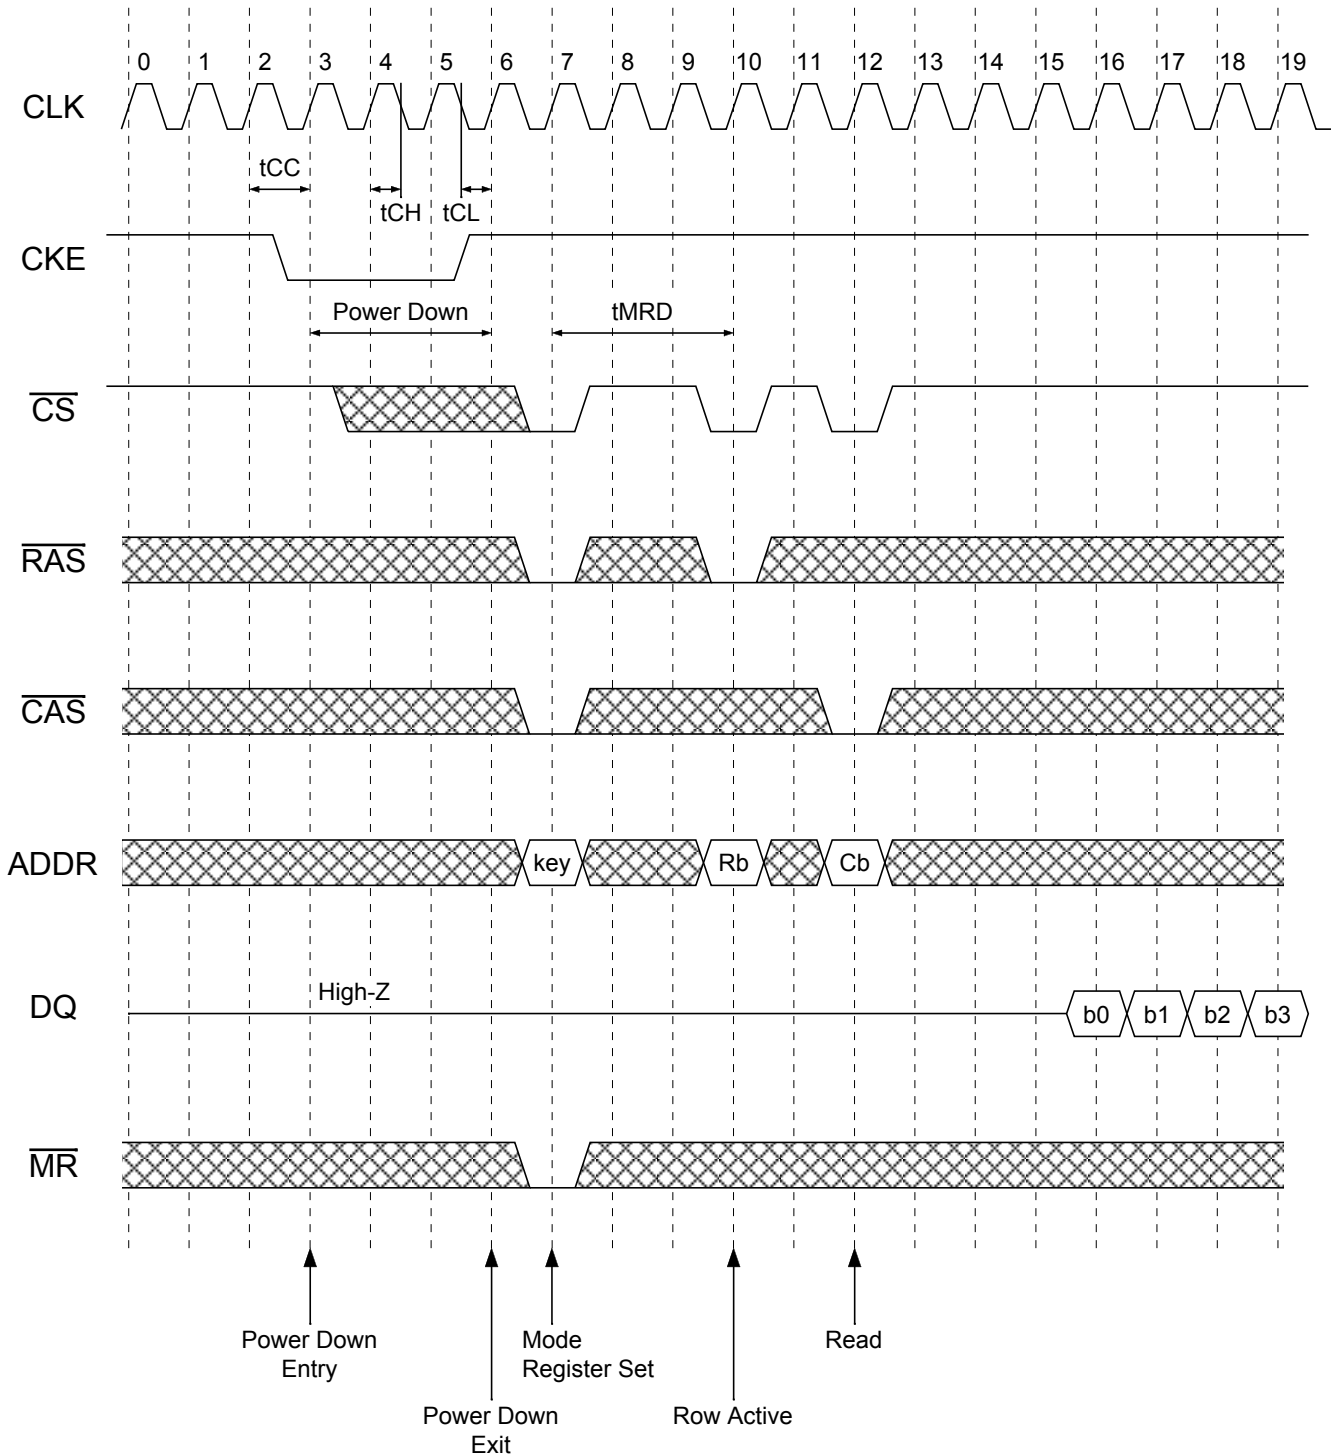 0 1 2 3 4 5 6 7 8 9 10 11 12 13 14 15 16 17 18 19
CLK
tCC
tCH tCL
CKE
Power Down tMRD
CS
RAS
CAS
ADDR key Rb Cb
High-Z
DQ b0 b1 b2 b3
MR
Power Down
Entry
Mode
Register Set
Read
Power Down
Exit
Row Active